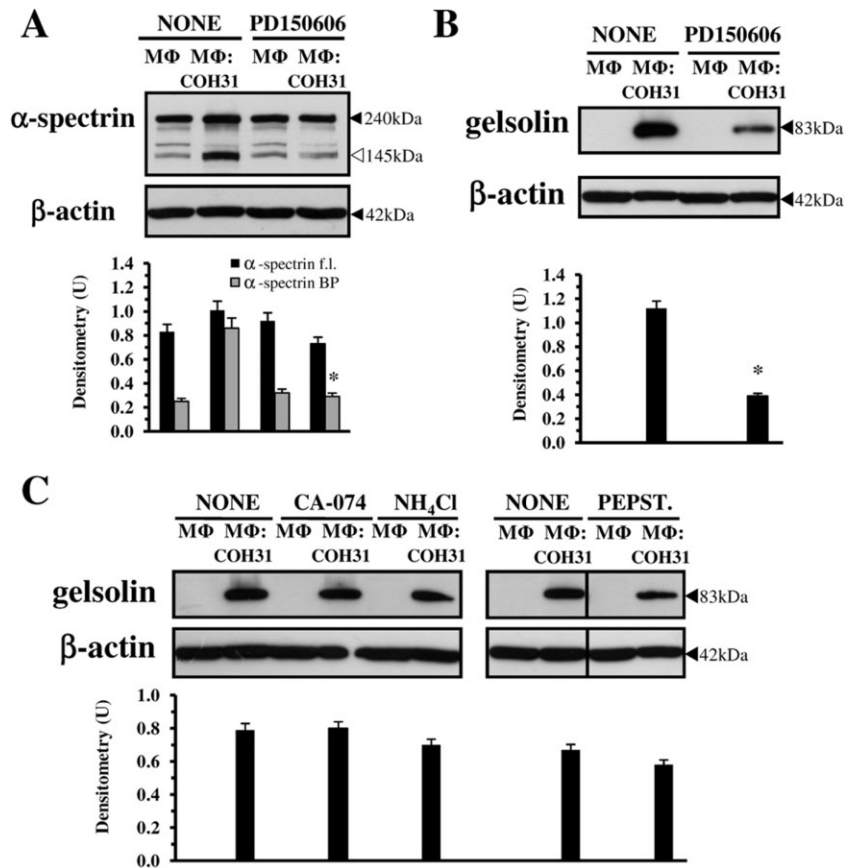 A
NONE PD150606
MΦ MΦ: MΦ MΦ:
COH31 COH31
α-spectrin
240kDa
145kDa
β-actin
42kDa
Densitometry (U)
1.4
1.2
1.0
0.8
0.6
0.4
0.2
0.0
α-spectrin f.l.
α-spectrin BP
*
B
NONE PD150606
MΦ MΦ: MΦ MΦ:
COH31 COH31
gelsolin
83kDa
β-actin
42kDa
Densitometry (U)
1.4
1.2
1.0
0.8
0.6
0.4
0.2
0.0
*
C
NONE CA-074 NH₄Cl NONE PEPST.
MΦ MΦ: MΦ MΦ: MΦ MΦ: MΦ MΦ: MΦ MΦ:
COH31 COH31 COH31 COH31 COH31
gelsolin
83kDa
β-actin
42kDa
Densitometry (U)
1.0
0.8
0.6
0.4
0.2
0.0